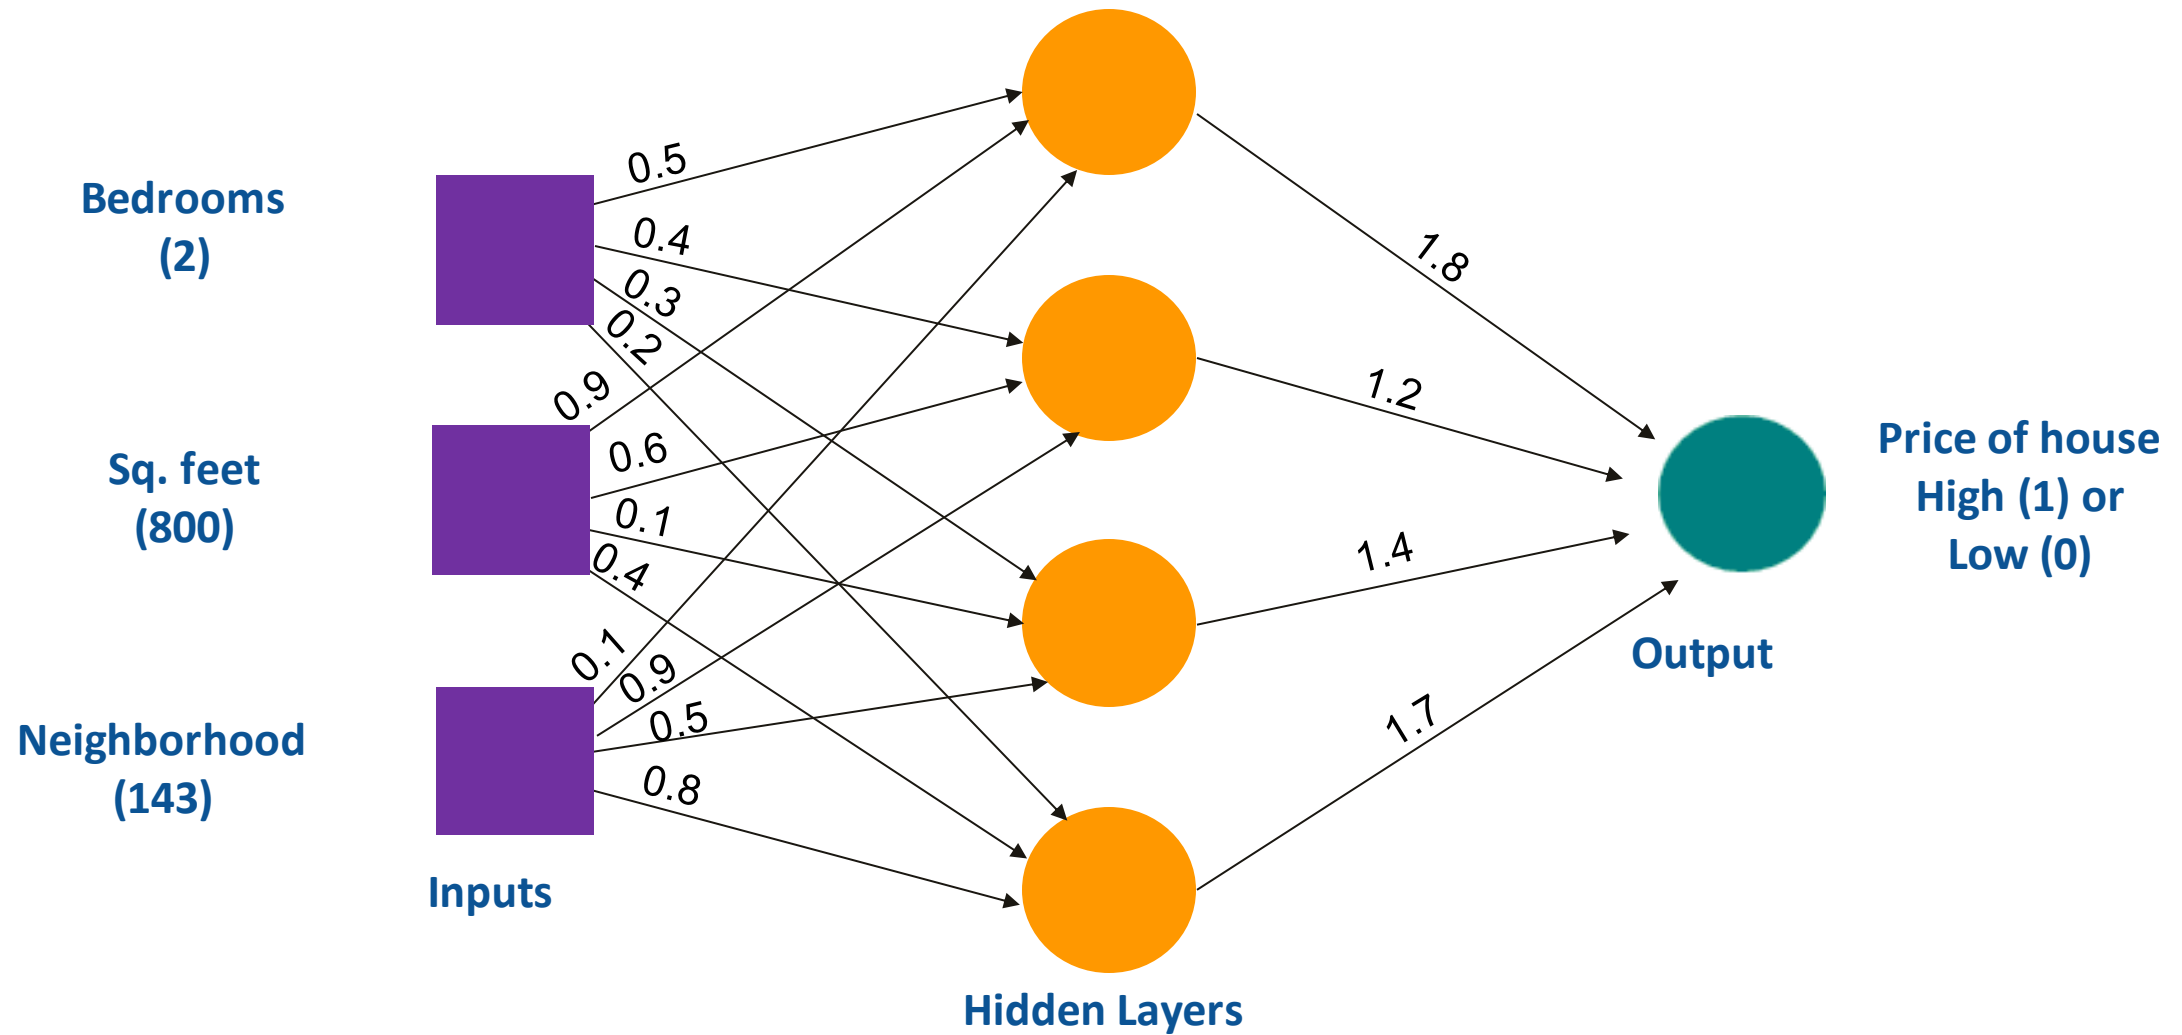 Bedrooms
(2)
Sq. feet
(800)
Neighborhood
(143)
Inputs
0.5
0.4
0.3
0.2
0.9
0.6
0.1
0.4
0.1
0.9
0.5
0.8
Hidden Layers
1.8
1.2
1.4
1.7
Price of house
High (1) or
Low (0)
Output